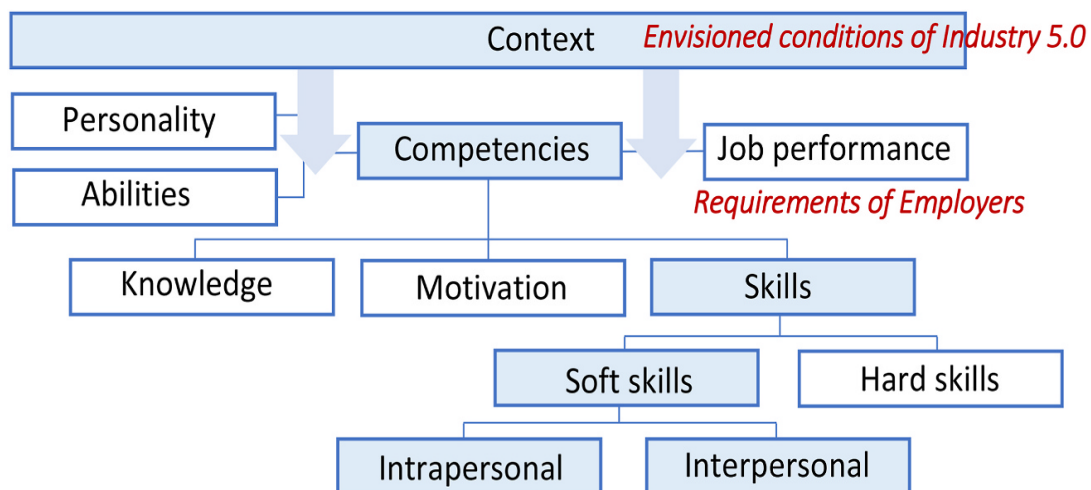 Context
Envisioned conditions of Industry 5.0
Personality
Competencies
Job performance
Abilities
Requirements of Employers
Knowledge
Motivation
Skills
Soft skills
Hard skills
Intrapersonal
Interpersonal